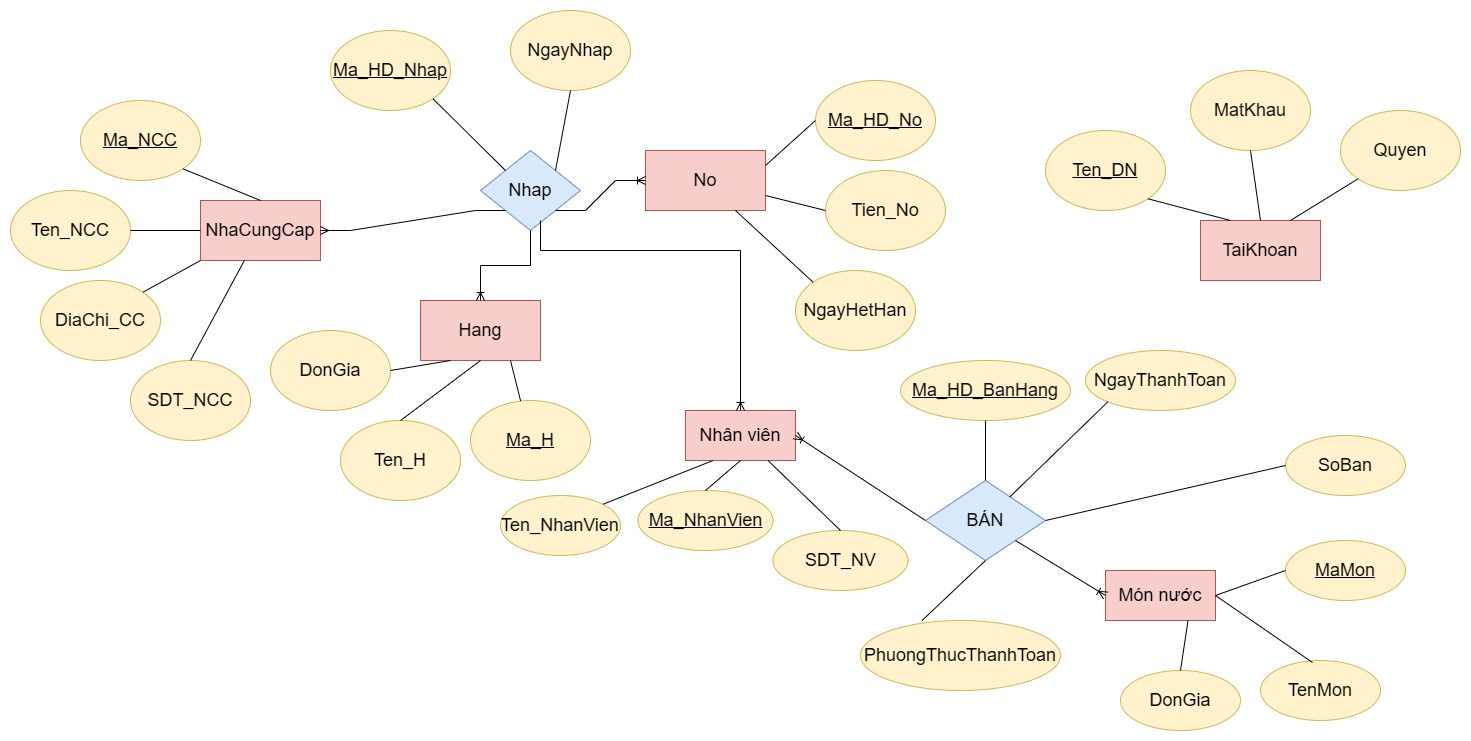 NgayNhap
Ma_HD_Nhap
Ma_NCC
Ten_NCC
NhaCungCap
DiaChi_CC
SDT_NCC
Nhap
No
Ma_HD_No
Tien_No
NgayHetHan
MatKhau
Ten_DN
Quyen
TaiKhoan
Hang
DonGia
Ten_H
Ma_H
Nhân viên
Ten_NhanVien
Ma_NhanVien
SDT_NV
Ma_HD_BanHang
NgayThanhToan
SoBan
BÁN
PhuongThucThanhToan
Món nước
MaMon
DonGia
TenMon